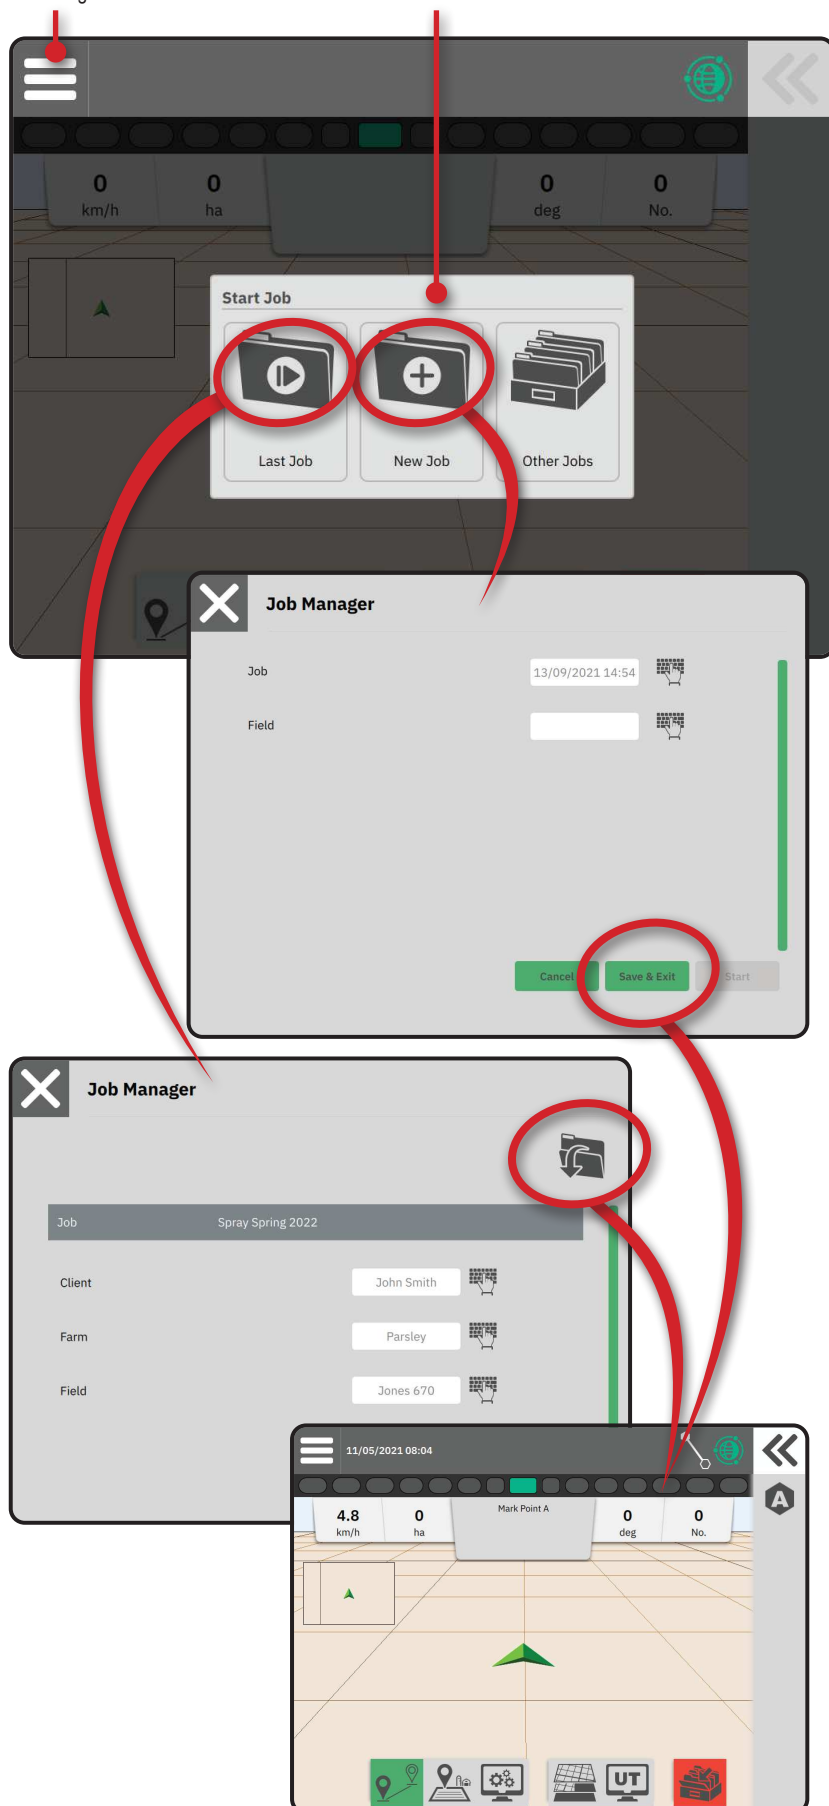 0 0 0 0
km/h ha deg No.
Start Job
Last Job New Job Other Jobs
Job Manager
Job 13/09/2021 14:54
Field
Cancel Save & Exit Start
Job Manager
Job Spray Spring 2022
Client John Smith
Farm Parsley
Field Jones 670
11/05/2021 08:04
Mark Point A
A
4.8 0 0 0
km/h ha deg No.
UT